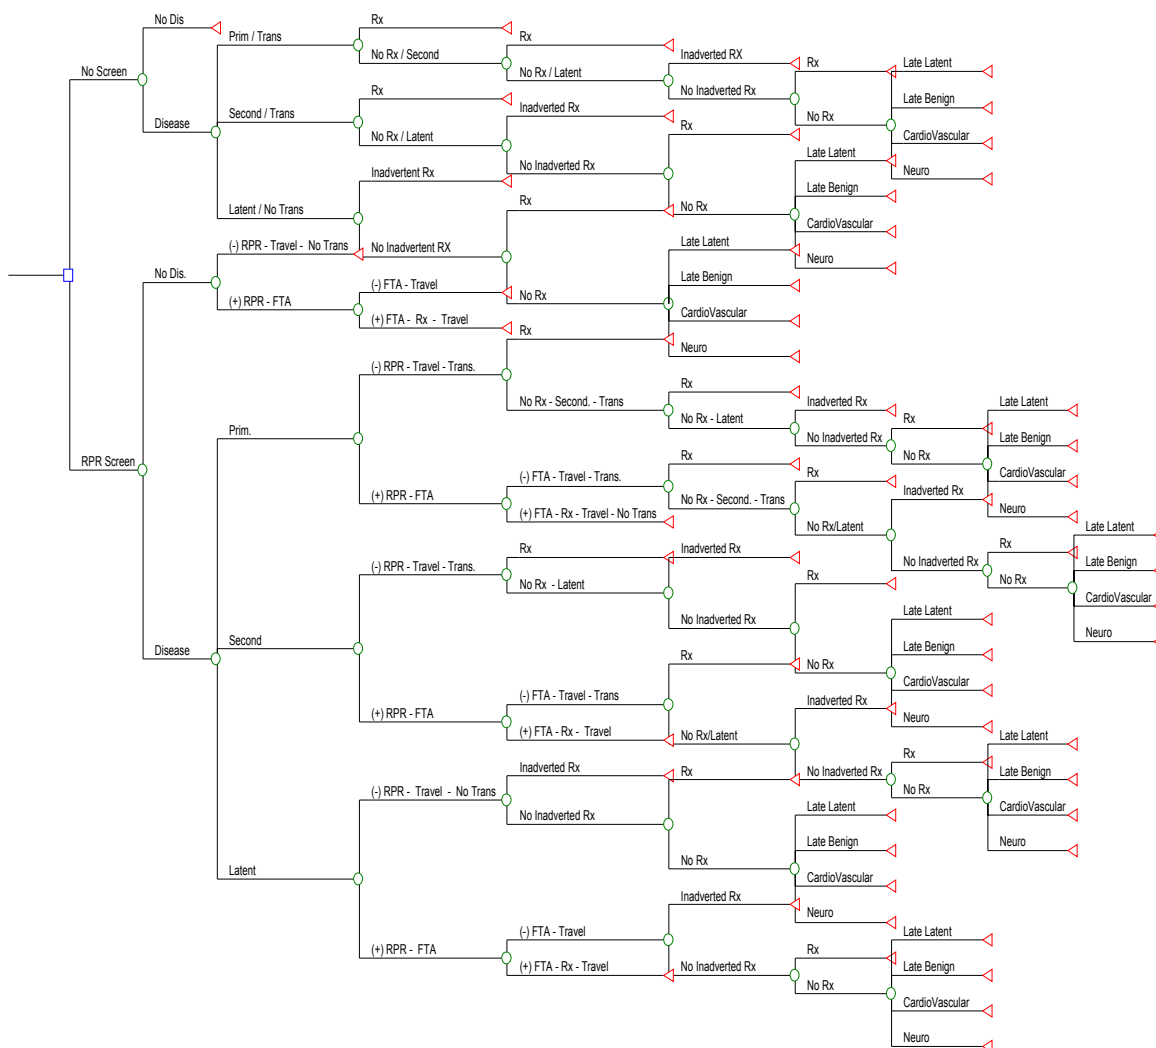 No Dis
Rx
Prim / Trans
Rx
No Rx / Second
Inadverted RX
No Screen
Rx
Late Latent
No Rx / Latent
No Inadverted Rx
Rx
Late Benign
Inadverted Rx
No Rx
Second / Trans
Disease
Rx
CardioVascular
No Rx / Latent
Late Latent
No Inadverted Rx
Neuro
Inadvertent Rx
Late Benign
Rx
No Rx
Latent / No Trans
CardioVascular
(-) RPR - Travel - No Trans
No Inadvertent RX
Late Latent
Neuro
No Dis.
Late Benign
(-) FTA - Travel
No Rx
(+) RPR - FTA
CardioVascular
(+) FTA - Rx - Travel
Rx
Neuro
(-) RPR - Travel - Trans.
Rx
No Rx - Second. - Trans
Inadverted Rx
Late Latent
No Rx - Latent
Rx
Prim.
No Inadverted Rx
Late Benign
RPR Screen
Rx
No Rx
(-) FTA - Travel - Trans.
Rx
CardioVascular
(+) RPR - FTA
No Rx - Second. - Trans
Inadverted Rx
(+) FTA - Rx - Travel - No Trans
Neuro
No Rx/Latent
Late Latent
(-) RPR - Travel - Trans.
Rx
Inadverted Rx
Rx
No Inadverted Rx
Late Benign
No Rx - Latent
Rx
No Rx
CardioVascular
No Inadverted Rx
Late Latent
Second
Neuro
Disease
Late Benign
Rx
No Rx
CardioVascular
(-) FTA - Travel - Trans
Inadverted Rx
(+) RPR - FTA
Neuro
(+) FTA - Rx - Travel
No Rx/Latent
Late Latent
Rx
Inadverted Rx
Rx
No Inadverted Rx
Late Benign
(-) RPR - Travel - No Trans
No Rx
CardioVascular
No Inadverted Rx
Late Latent
Late Benign
Neuro
No Rx
Latent
CardioVascular
Inadverted Rx
Neuro
(-) FTA - Travel
Late Latent
(+) RPR - FTA
Rx
(+) FTA - Rx - Travel
No Inadverted Rx
Late Benign
No Rx
CardioVascular
Neuro